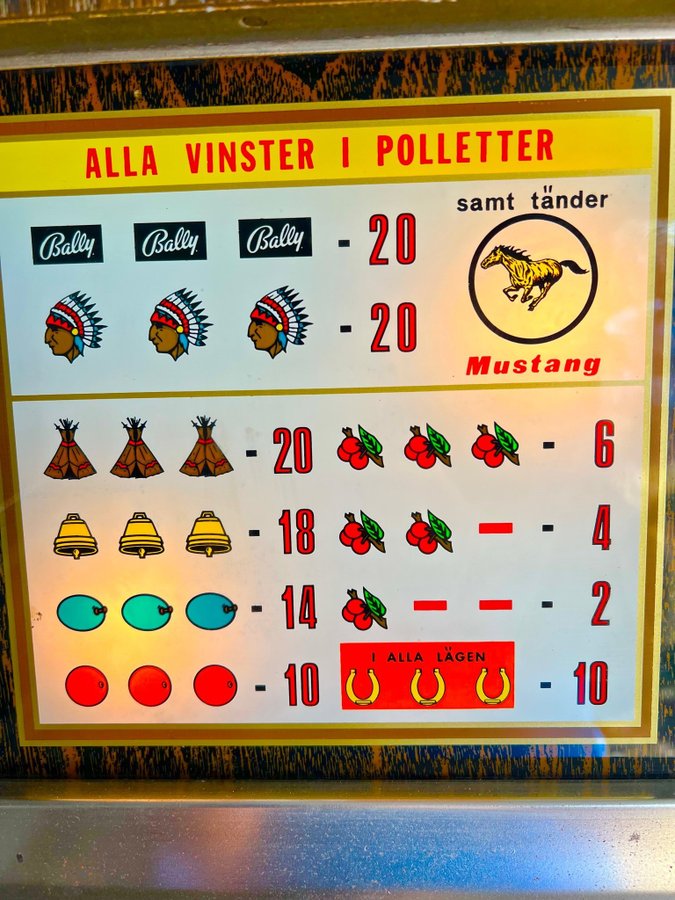 ALLA VINSTER I POLLETTER
Bally Bally Bally - 20
samt tänder
- 20
Mustang
- 20
- 6
- 18
- 4
- 14
- 2
- 10
I ALLA LÄGEN
- 10